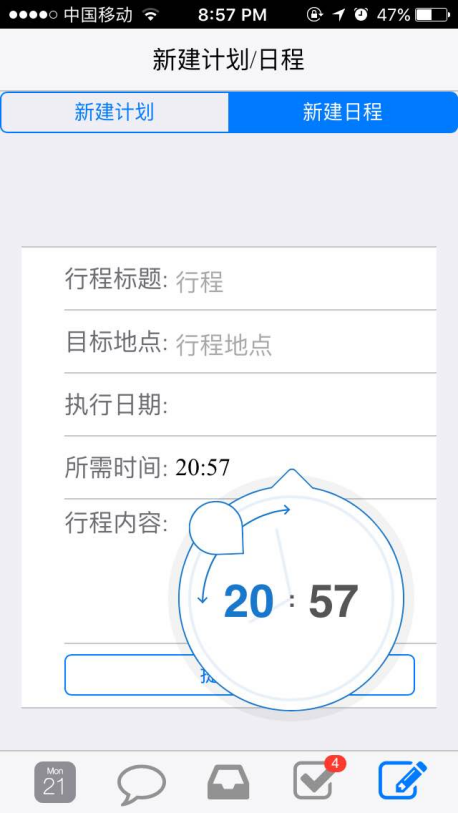 中国移动 8:57 PM 47%
新建计划/日程
新建计划 新建日程
行程标题: 行程
目标地点: 行程地点
执行日期:
所需时间: 20:57
行程内容:
20 : 57
Mon
21
4